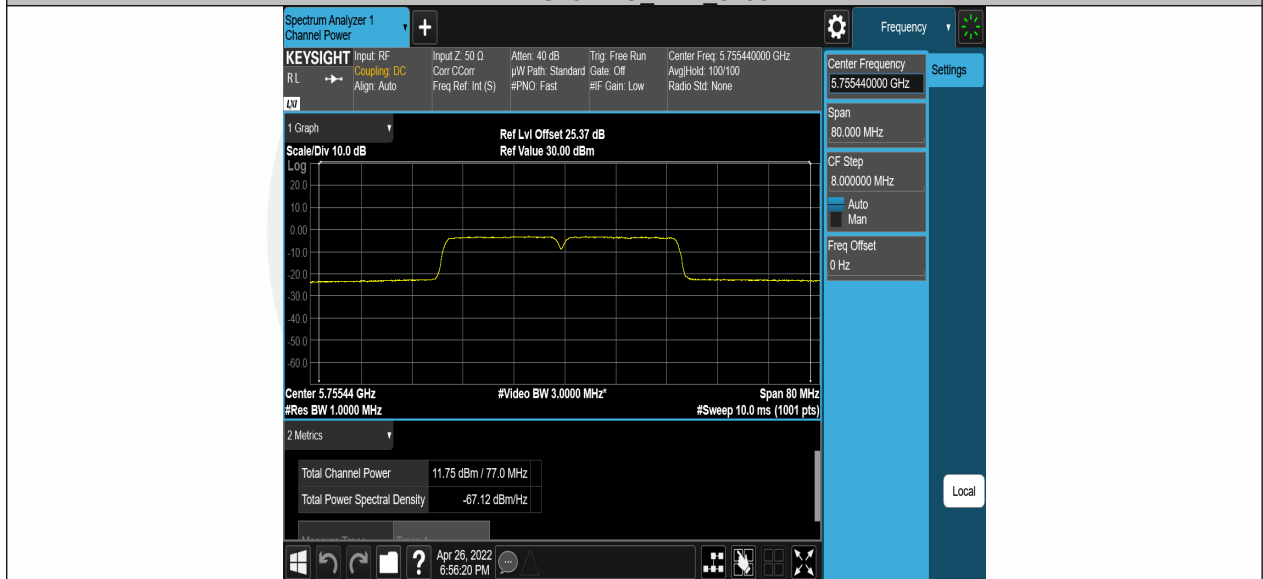 Spectrum Analyzer 1
Channel Power
+
Frequency
KEYSIGHT
RL
LXI
Input: RF
Coupling: DC
Align: Auto
Input Z: 50 Ω
Corr CCorr
Freq Ref: Int (S)
Atten: 40 dB
µW Path: Standard
#PNO: Fast
Trig: Free Run
Gate: Off
#IF Gain: Low
Center Freq: 5.755440000 GHz
Avg|Hold: 100/100
Radio Std: None
Center Frequency
5.755440000 GHz
Settings
Span
80.000 MHz
CF Step
8.000000 MHz
Auto
Man
Freq Offset
0 Hz
1 Graph
Scale/Div 10.0 dB
Ref Lvl Offset 25.37 dB
Ref Value 30.00 dBm
Log
20.0
10.0
0.00
-10.0
-20.0
-30.0
-40.0
-50.0
-60.0
Center 5.75544 GHz
#Res BW 1.0000 MHz
#Video BW 3.0000 MHz*
Span 80 MHz
#Sweep 10.0 ms (1001 pts)
2 Metrics
Total Channel Power 11.75 dBm / 77.0 MHz
Total Power Spectral Density -67.12 dBm/Hz
Local
?
Apr 26, 2022
6:56:20 PM